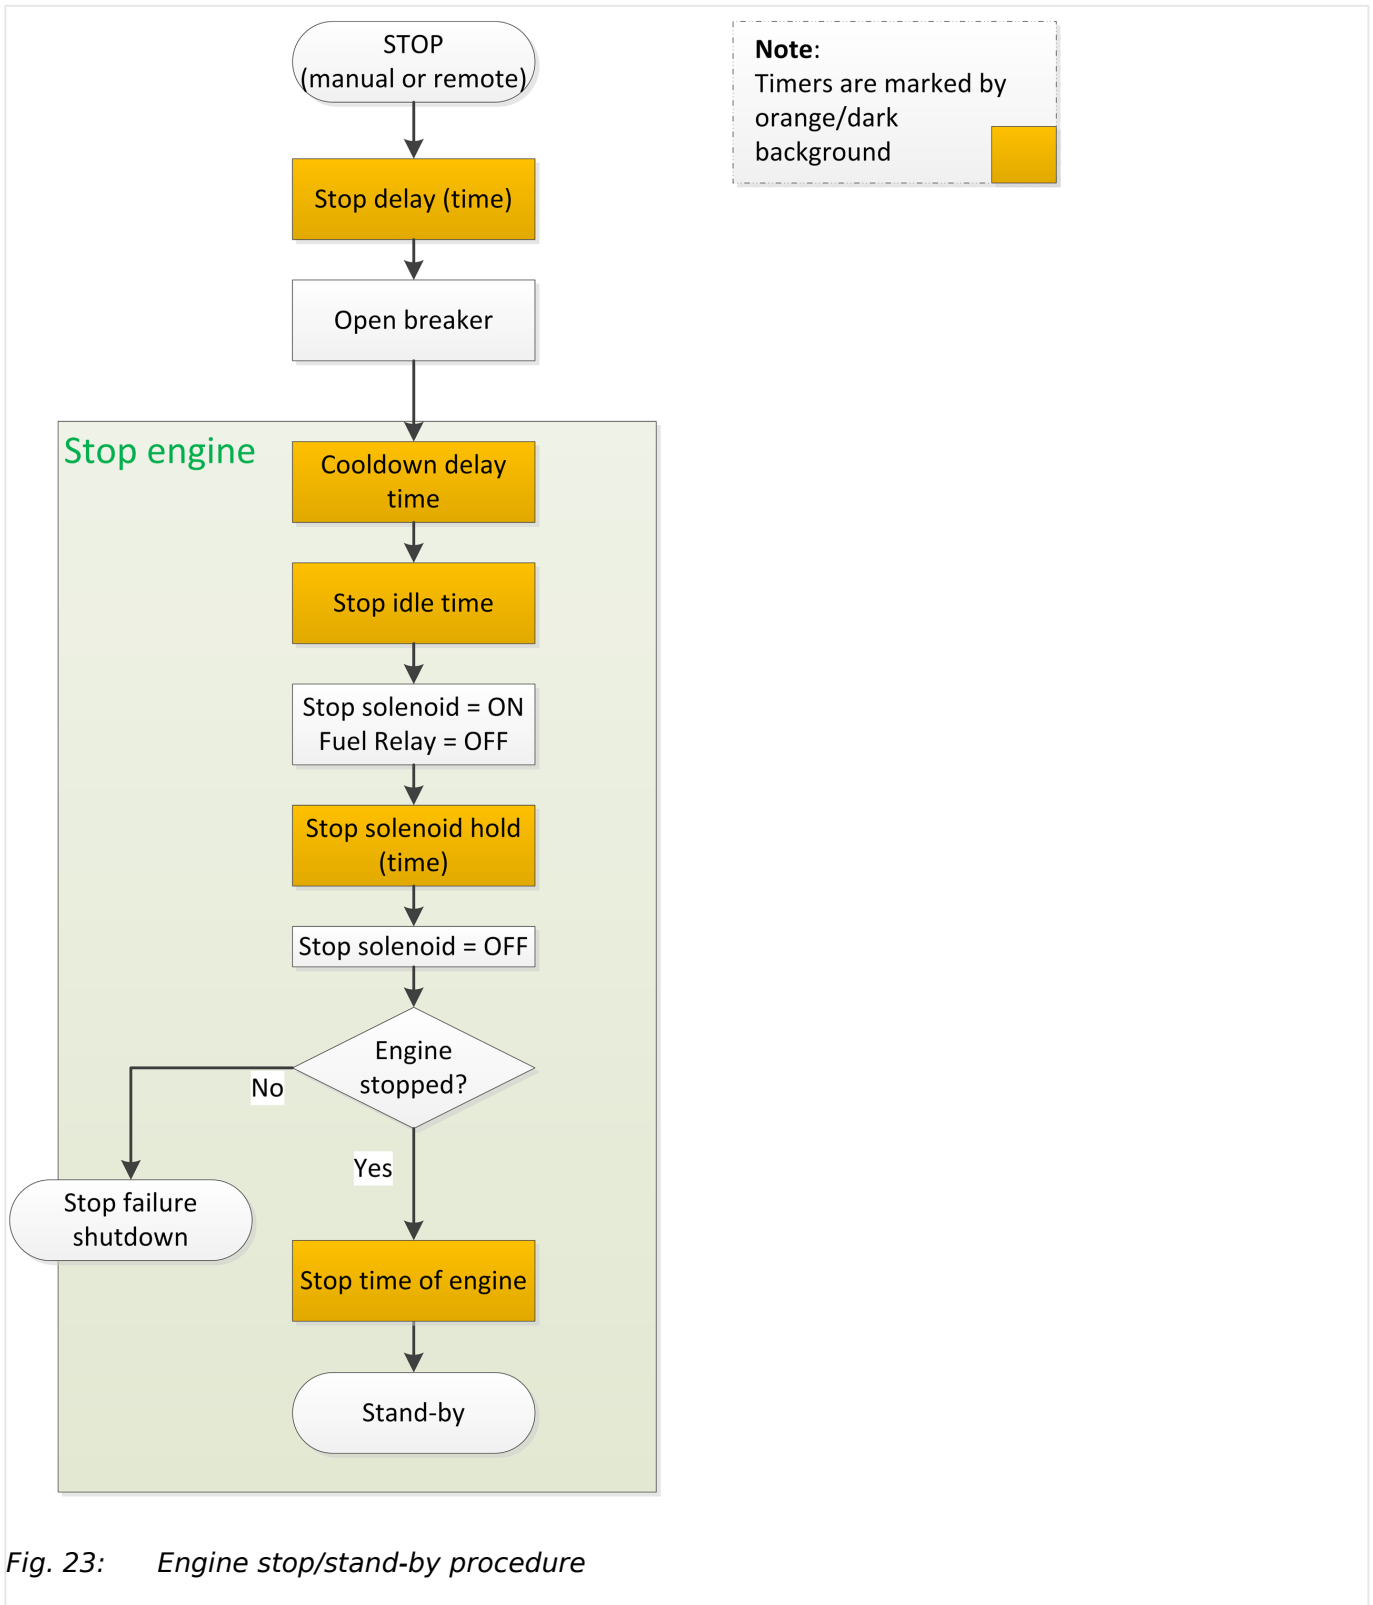 STOP
(manual or remote)
Note:
Timers are marked by
orange/dark
background
Stop delay (time)
Open breaker
Stop engine
Cooldown delay
time
Stop idle time
Stop solenoid = ON
Fuel Relay = OFF
Stop solenoid hold
(time)
Stop solenoid = OFF
Engine
stopped?
No
Yes
Stop failure
shutdown
Stop time of engine
Stand-by
Fig. 23: Engine stop/stand-by procedure